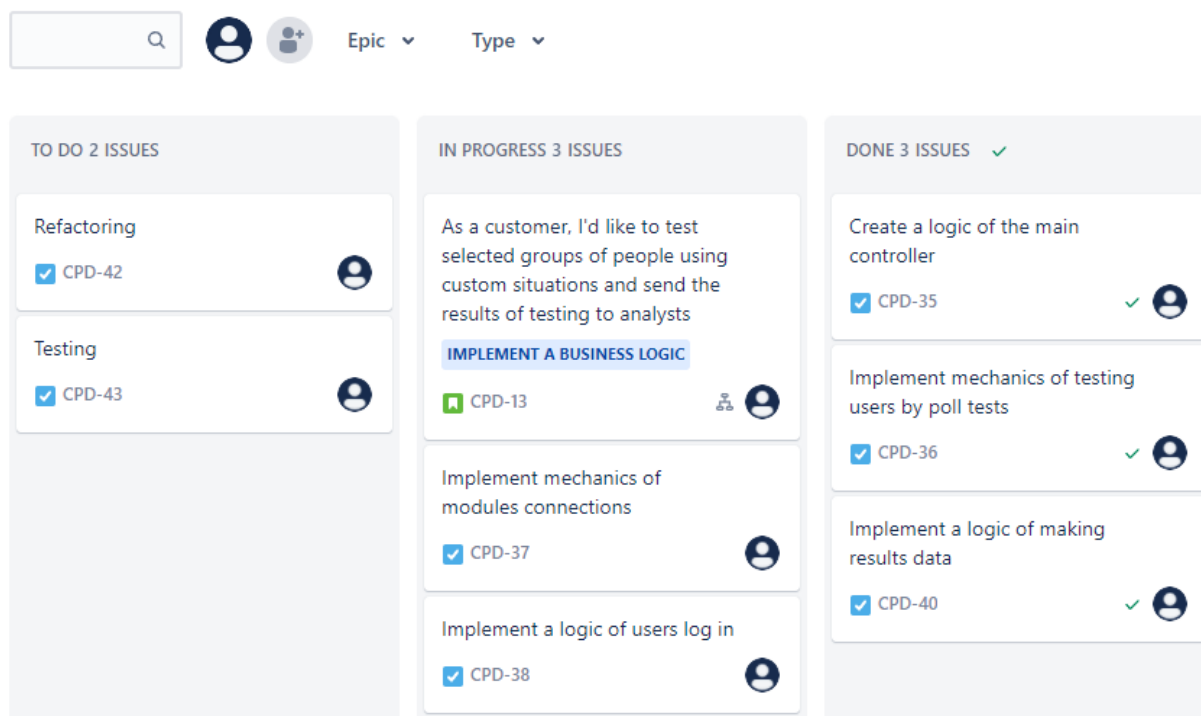 Epic
Type
TO DO 2 ISSUES
Refactoring
CPD-42
Testing
CPD-43
IN PROGRESS 3 ISSUES
As a customer, I'd like to test
selected groups of people using
custom situations and send the
results of testing to analysts
IMPLEMENT A BUSINESS LOGIC
CPD-13
Implement mechanics of
modules connections
CPD-37
Implement a logic of users log in
CPD-38
DONE 3 ISSUES
Create a logic of the main
controller
CPD-35
Implement mechanics of testing
users by poll tests
CPD-36
Implement a logic of making
results data
CPD-40